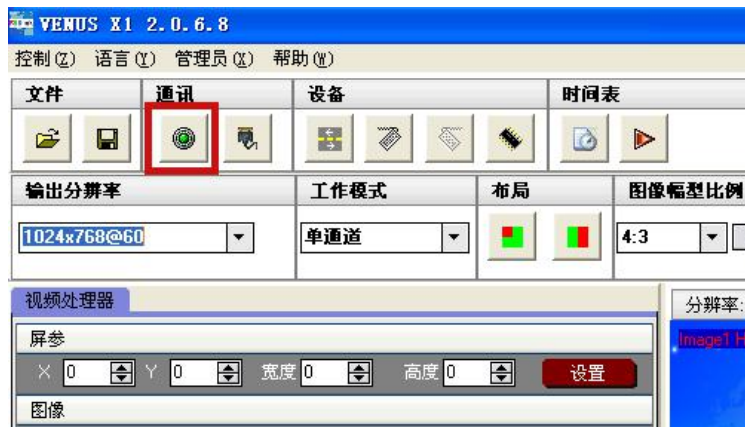 VENUS X1 2.0.6.8
控制(Z) 语言(Y) 管理员(X) 帮助(W)
文件 通讯 设备 时间表
输出分辨率 工作模式 布局 图像幅型比例
1024x768@60 单通道 4:3
视频处理器 分辨率:
屏参 Image1 H
X 0 Y 0 宽度 0 高度 0 设置
图像